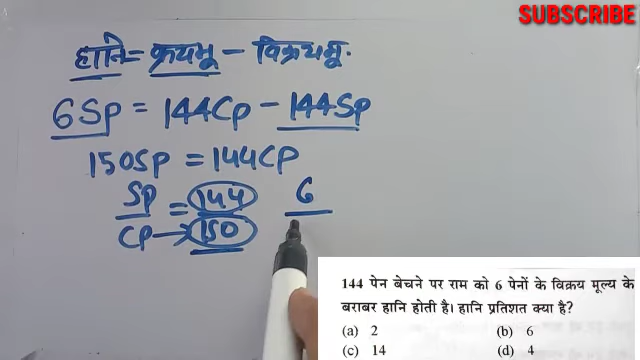 SUBSCRIBE
हानि = क्रयमू - विक्रयमू.
6SP = 144CP - 144SP
150SP = 144CP
SP/CP = 144/150 6
144 पेन बेचने पर राम को 6 पेनों के विक्रय मूल्य के
बराबर हानि होती है। हानि प्रतिशत क्या है?
(a) 2 (b) 6
(c) 14 (d) 4